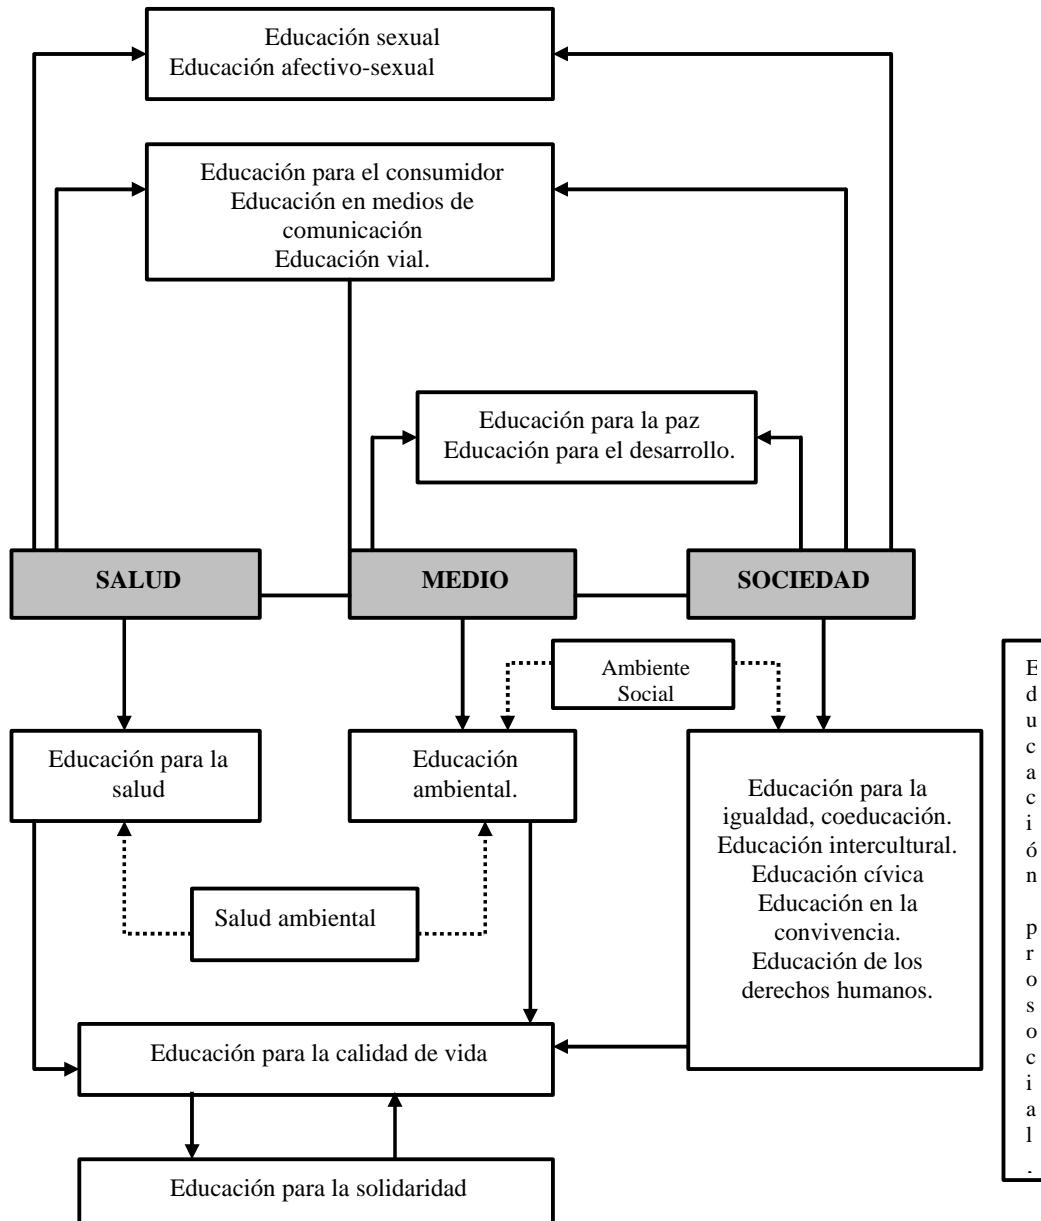 Educación sexual
Educación afectivo-sexual
Educación para el consumidor
Educación en medios de
comunicación
Educación vial.
Educación para la paz
Educación para el desarrollo.
SALUD
MEDIO
SOCIEDAD
Ambiente
Social
Educación para la
salud
Educación
ambiental.
Educación para la
igualdad, coeducación.
Educación intercultural.
Educación cívica
Educación en la
convivencia.
Educación de los
derechos humanos.
Salud ambiental
Educación para la calidad de vida
Educación para la solidaridad
Educación prosocial.